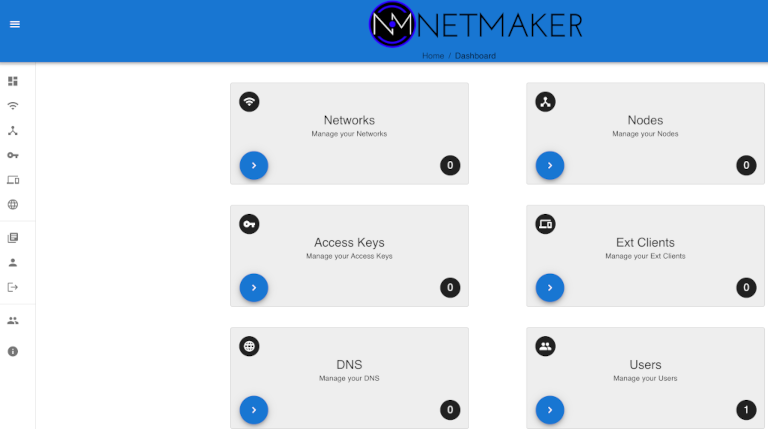 NM NETMAKER
Home / Dashboard
Networks
Manage your Networks
0
Nodes
Manage your Nodes
0
Access Keys
Manage your Access Keys
0
Ext Clients
Manage your Ext Clients
0
DNS
Manage your DNS
0
Users
Manage your Users
1